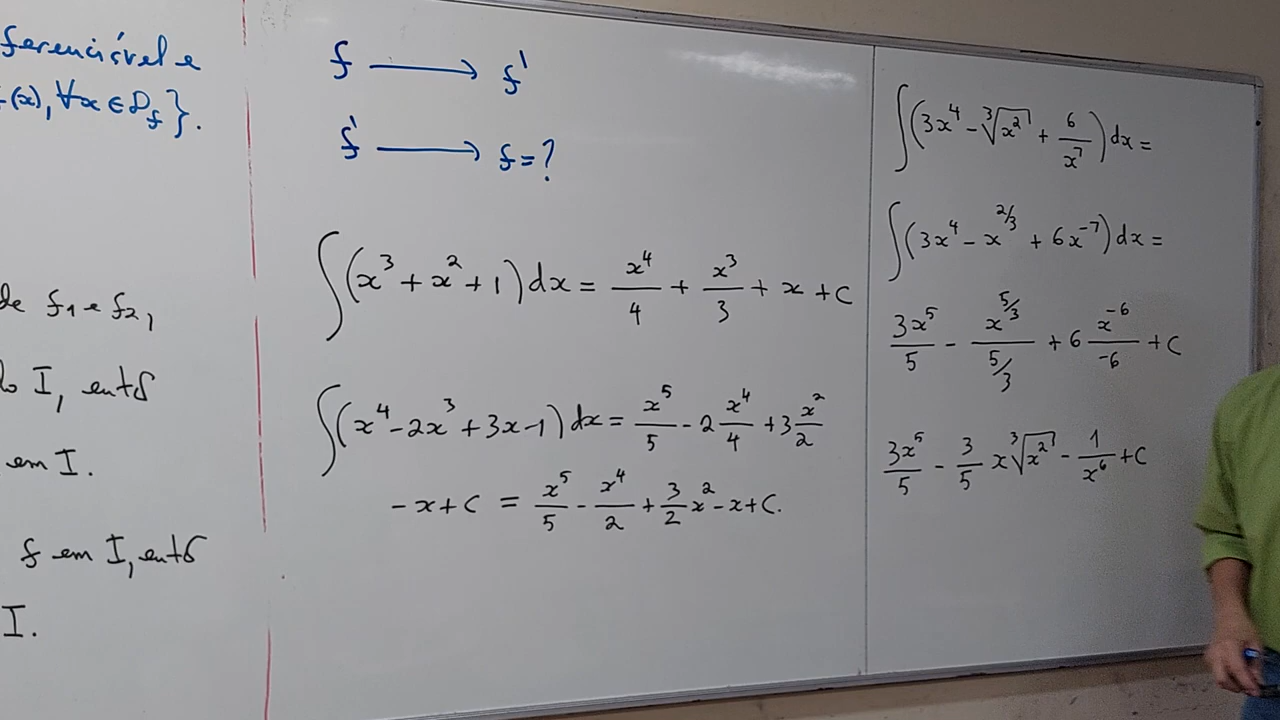 ferenciável e
(x), ∀x ∈ D_f}.
de f₁ e f₂,
I, entõ
em I.
f em I, entõ
I.
f ⟶ f'
f' ⟶ f = ?
∫(x³ + x² + 1)dx = x⁴/4 + x³/3 + x + C
∫(x⁴ - 2x³ + 3x - 1)dx = x⁵/5 - 2 x⁴/4 + 3 x²/2
- x + C = x⁵/5 - x⁴/2 + 3/2 x² - x + C.
∫(3x⁴ - ∛(x²) + 6/x⁷)dx =
∫(3x⁴ - x^(2/3) + 6x⁻⁷)dx =
3x⁵/5 - x^(5/3)/(5/3) + 6 x⁻⁶/-6 + C
3x⁵/5 - 3/5 x ∛(x²) - 1/x⁶ + C